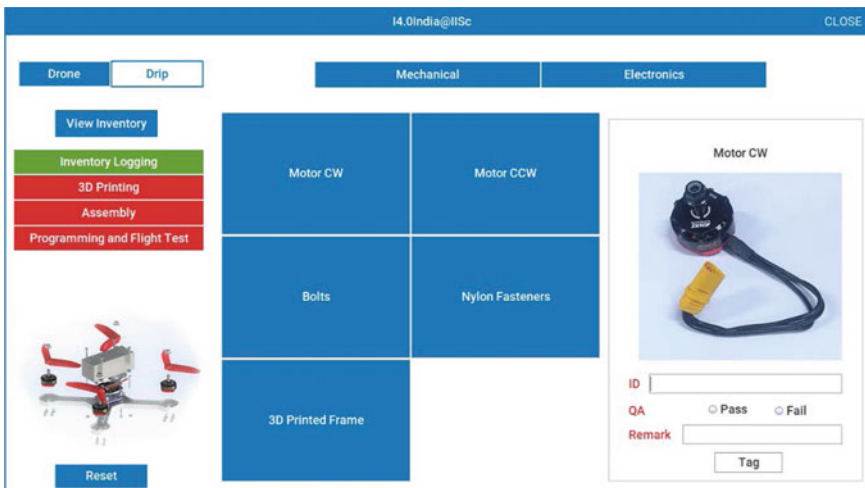 I4.0India@IISc
CLOSE
Drone
Drip
Mechanical
Electronics
View Inventory
Inventory Logging
3D Printing
Assembly
Programming and Flight Test
Reset
Motor CW
Motor CCW
Bolts
Nylon Fasteners
3D Printed Frame
Motor CW
ID
QA
Pass
Fail
Remark
Tag